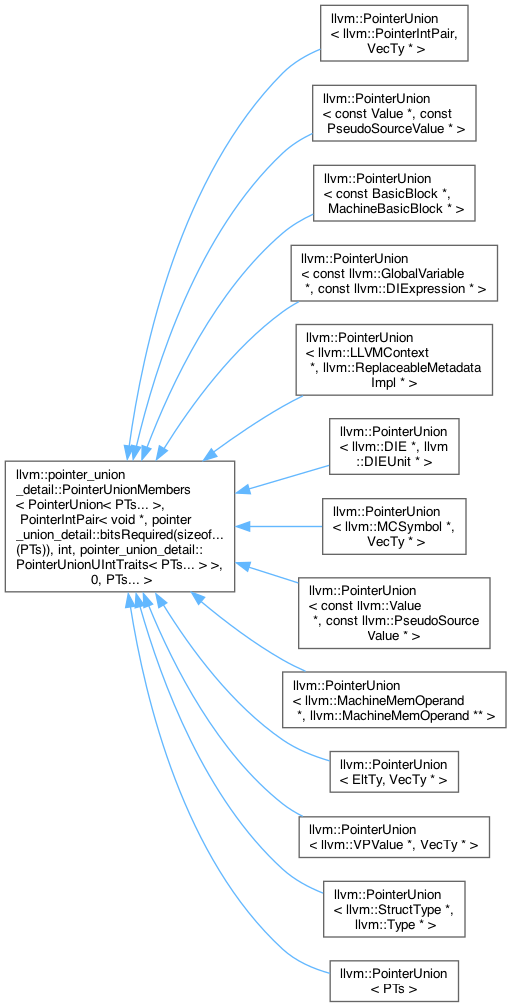 llvm::PointerUnion
< llvm::PointerIntPair,
VecTy * >
llvm::PointerUnion
< const Value *, const
PseudoSourceValue * >
llvm::PointerUnion
< const BasicBlock *,
MachineBasicBlock * >
llvm::PointerUnion
< const llvm::GlobalVariable
*, const llvm::DIExpression * >
llvm::PointerUnion
< llvm::LLVMContext
*, llvm::ReplaceableMetadata
Impl * >
llvm::PointerUnion
< llvm::DIE *, llvm
::DIEUnit * >
llvm::pointer_union
_detail::PointerUnionMembers
< PointerUnion< PTs... >,
PointerIntPair< void *, pointer
_union_detail::bitsRequired(sizeof...
(PTs)), int, pointer_union_detail::
PointerUnionUIntTraits< PTs... > >,
0, PTs... >
llvm::PointerUnion
< llvm::MCSymbol *,
VecTy * >
llvm::PointerUnion
< const llvm::Value
*, const llvm::PseudoSource
Value * >
llvm::PointerUnion
< llvm::MachineMemOperand
*, llvm::MachineMemOperand ** >
llvm::PointerUnion
< EltTy, VecTy * >
llvm::PointerUnion
< llvm::VPValue *, VecTy * >
llvm::PointerUnion
< llvm::StructType *,
llvm::Type * >
llvm::PointerUnion
< PTs >